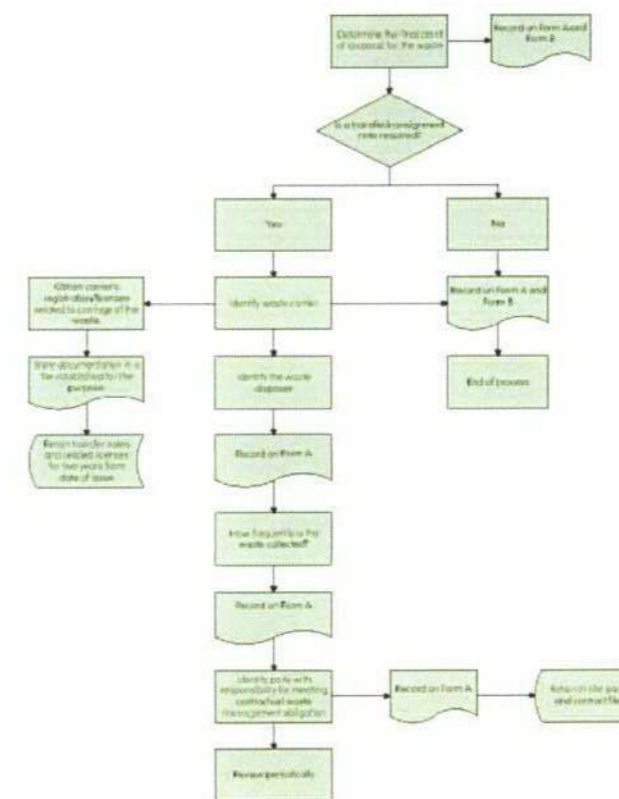 Determine the final point
of disposal for the waste
Record on Form A and
Form B
Is a transfer/consignment
note required?
Yes
No
Obtain carrier's
registration/licenses
related to carriage of the
waste.
Identify waste carrier
Record on Form A and
Form B
Store documentation in a
file established for the
purpose
Identify the waste
disposer
End of process
Retain transfer notes
and related licenses
for two years from
date of issue
Record on Form A
How frequently is the
waste collected?
Record on Form A
Identify party with
responsibility for meeting
contractual waste
management obligation
Record on Form A
and contract file
Review periodically